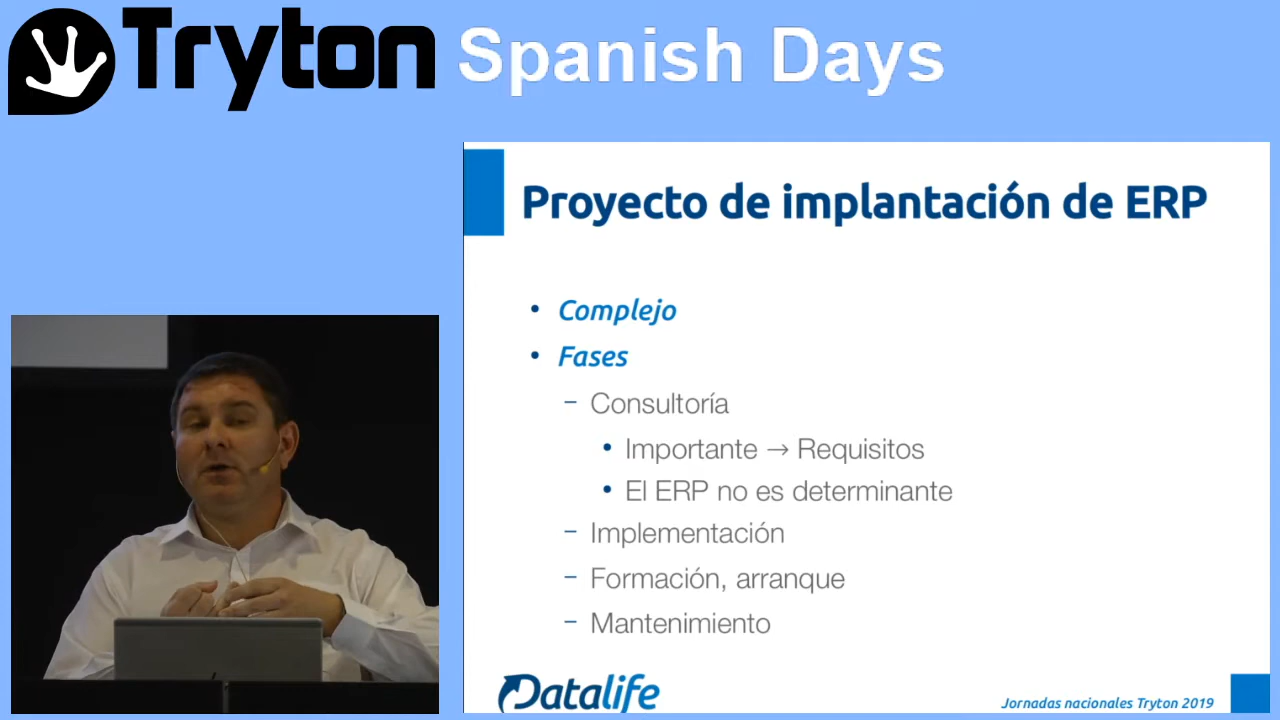 Tryton Spanish Days
Proyecto de implantación de ERP
• Complejo
• Fases
– Consultoría
• Importante → Requisitos
• El ERP no es determinante
– Implementación
– Formación, arranque
– Mantenimiento
Datalife
Jornadas nacionales Tryton 2019